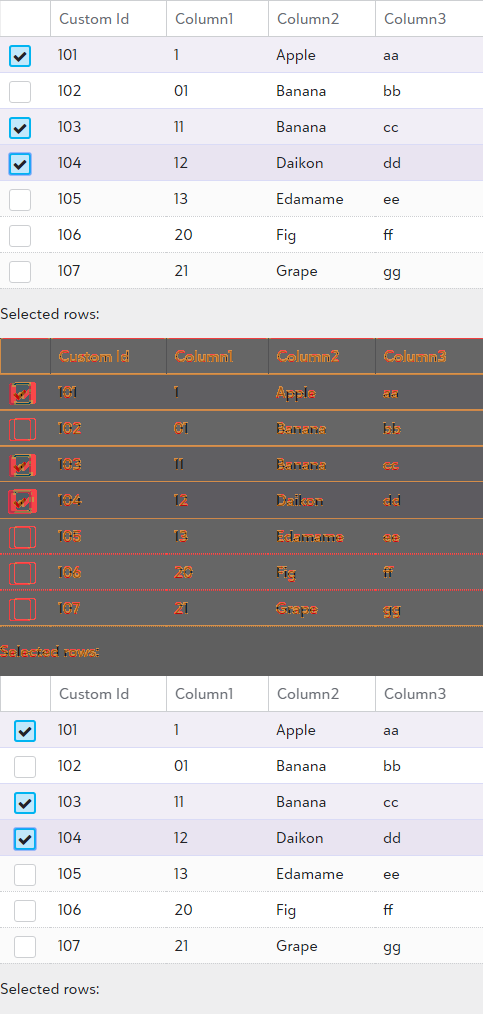 Custom Id Column1 Column2 Column3
101 1 Apple aa
102 01 Banana bb
103 11 Banana cc
104 12 Daikon dd
105 13 Edamame ee
106 20 Fig ff
107 21 Grape gg
Selected rows:
Custom Id Column1 Column2 Column3
101 1 Apple aa
102 01 Banana bb
103 11 Banana cc
104 12 Daikon dd
105 13 Edamame ee
106 20 Fig ff
107 21 Grape gg
Selected rows:
Custom Id Column1 Column2 Column3
101 1 Apple aa
102 01 Banana bb
103 11 Banana cc
104 12 Daikon dd
105 13 Edamame ee
106 20 Fig ff
107 21 Grape gg
Selected rows: